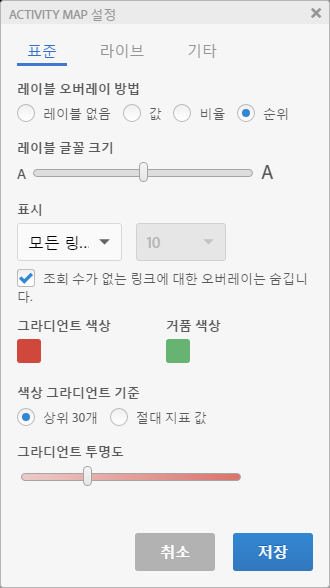 ACTIVITY MAP 설정
표준 라이브 기타
레이블 오버레이 방법
레이블 없음 값 비율 순위
레이블 글꼴 크기
A A
표시
모든 링... 10
조회 수가 없는 링크에 대한 오버레이는 숨깁니
다.
그라디언트 색상 거품 색상
색상 그라디언트 기준
상위 30개 절대 지표 값
그라디언트 투명도
취소 저장